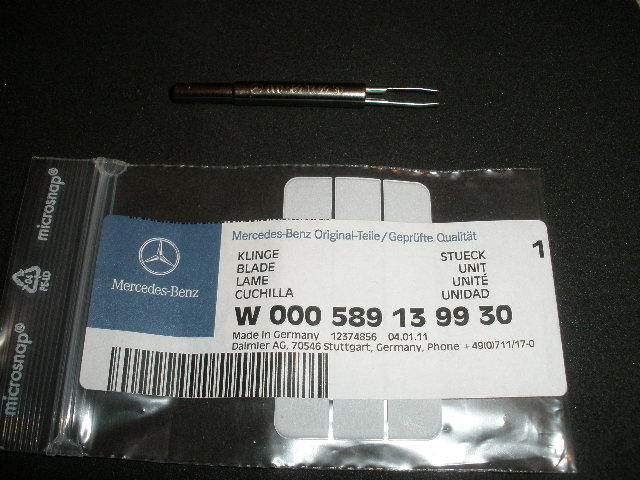 microsnap®
microsnap®
Mercedes-Benz
Mercedes-Benz Original-Teile/Geprüfte Qualität
KLINGE STUECK 1
BLADE UNIT
LAME UNITÉ
CUCHILLA UNIDAD
W 000 589 13 99 30
Made in Germany 12374856 04.01.11
Daimler AG, 70546 Stuttgart, Germany, Phone +49(0)711/17-0